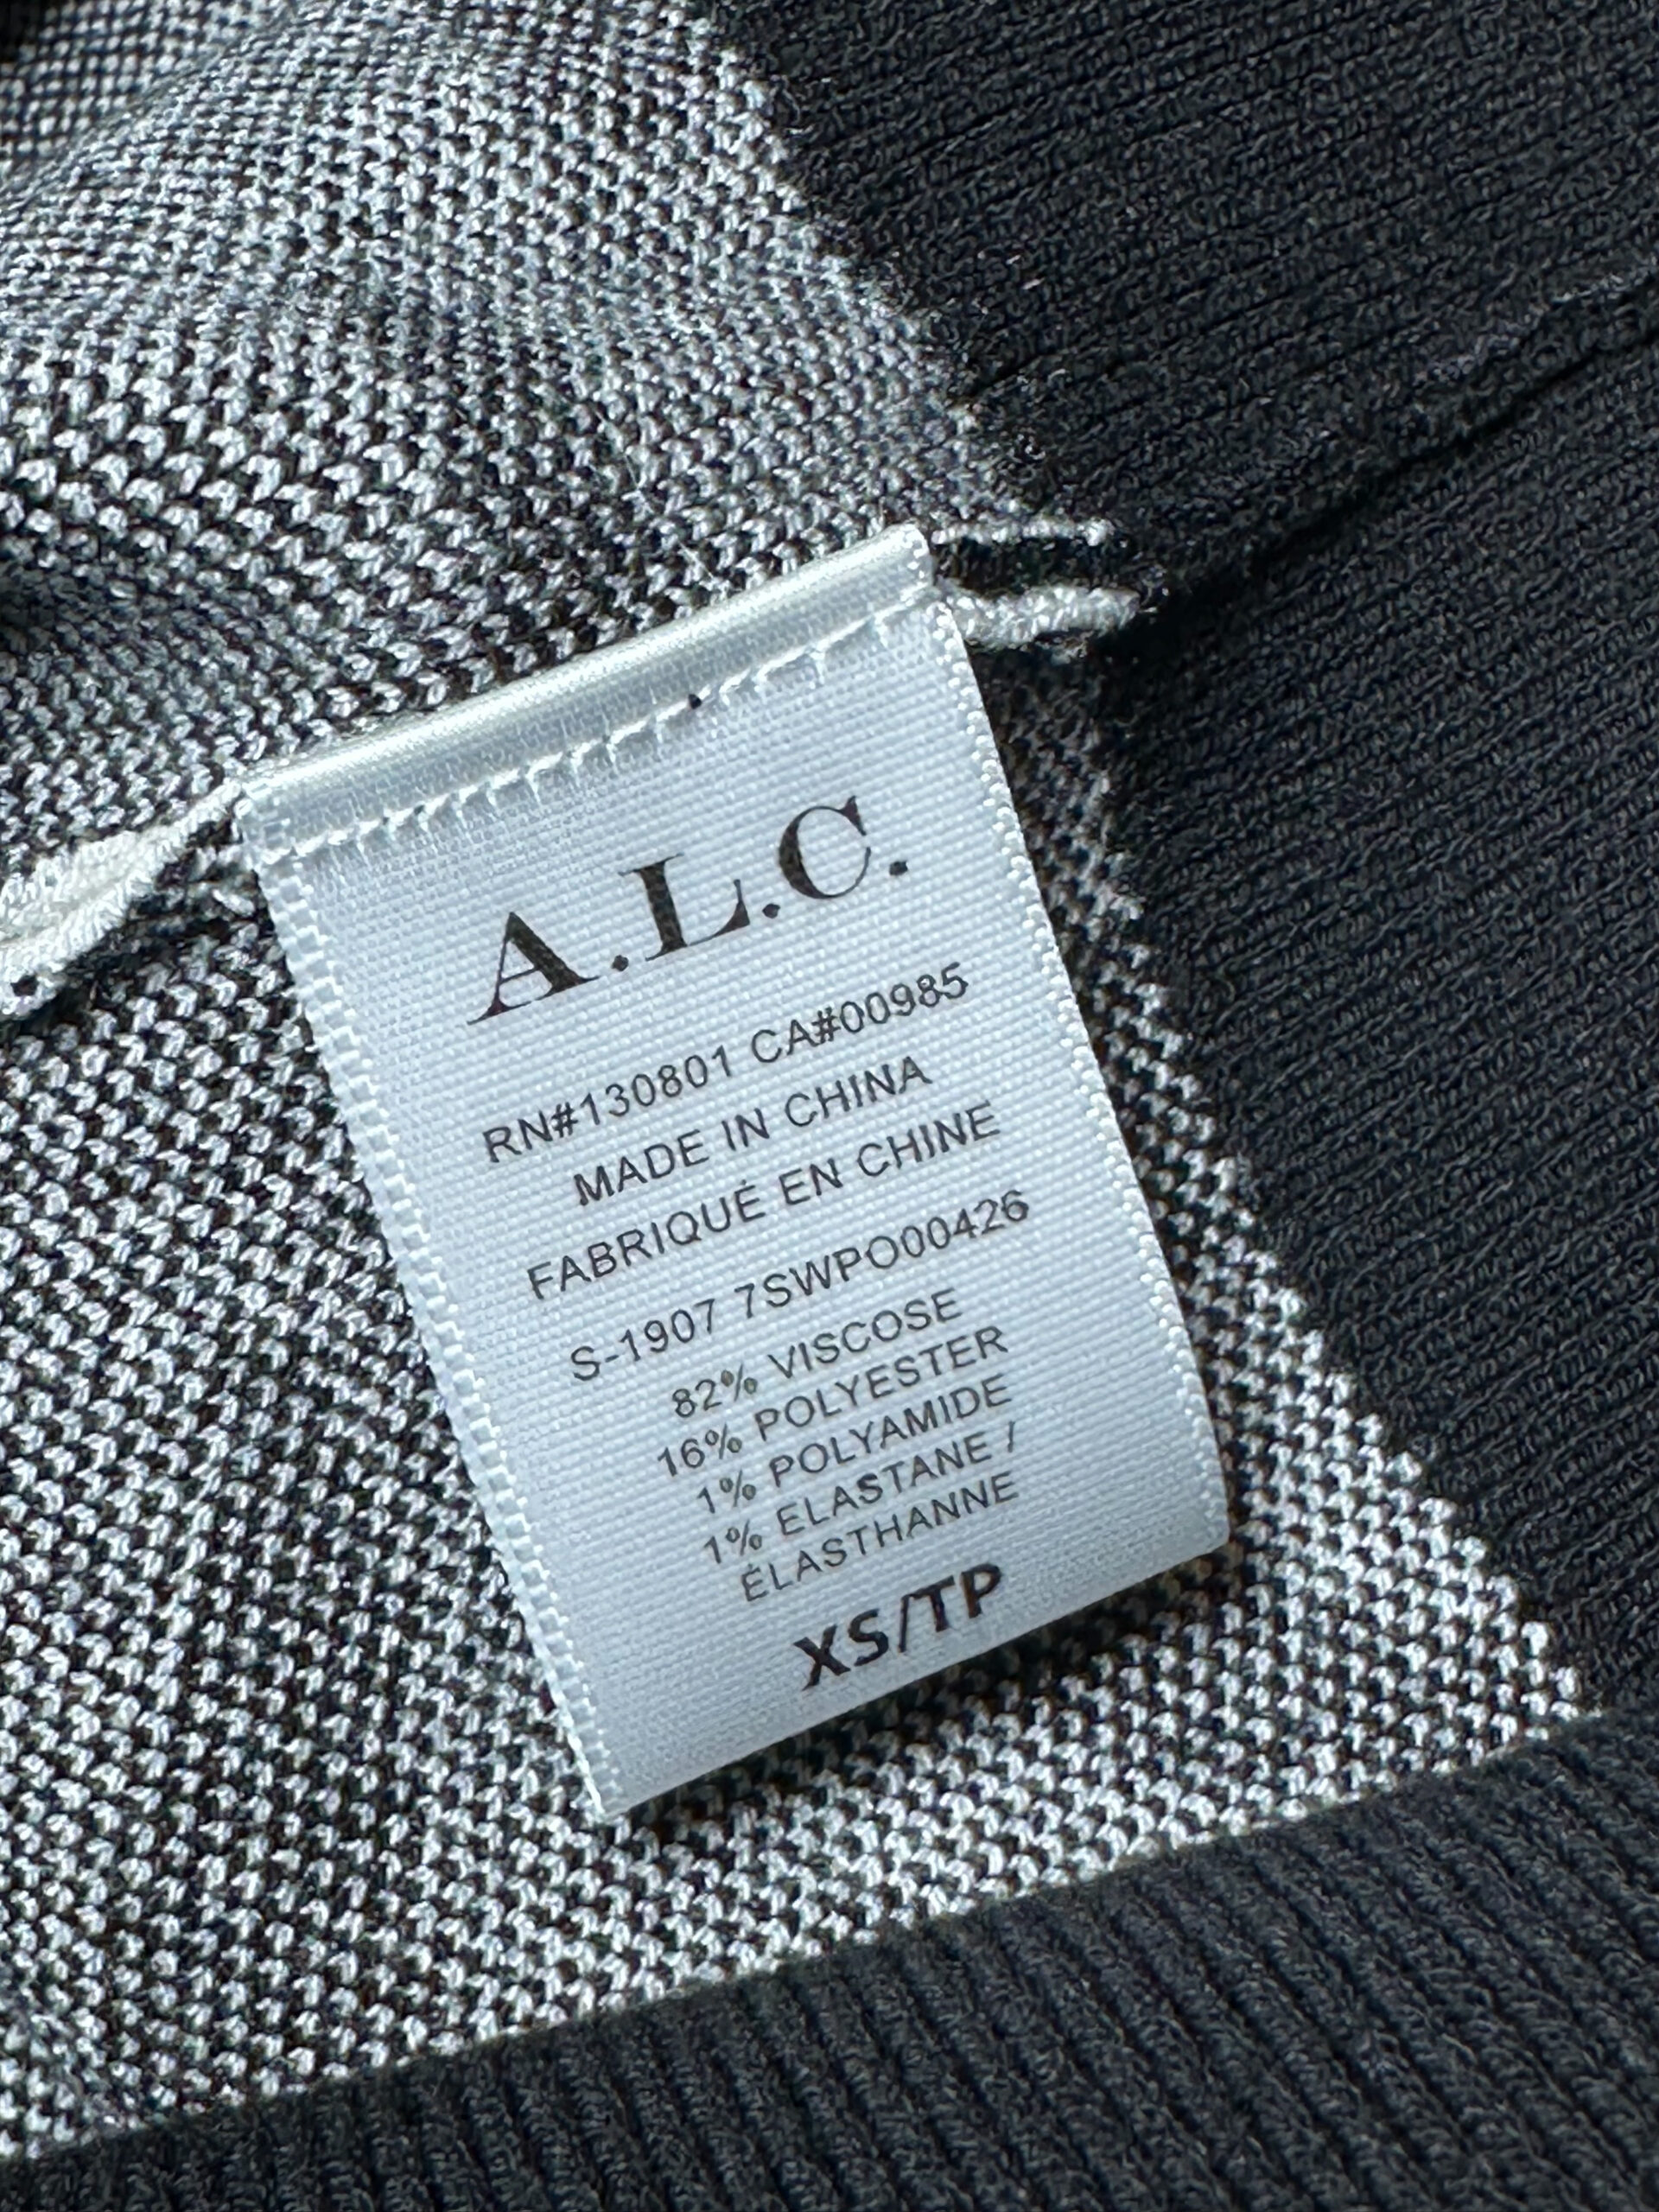 A.L.C.
RN#130801 CA#00985
MADE IN CHINA
FABRIQUÉ EN CHINE
S-1907 7SWPO00426
82% VISCOSE
16% POLYESTER
1% POLYAMIDE
1% ELASTANE /
ÉLASTHANNE
XS/TP